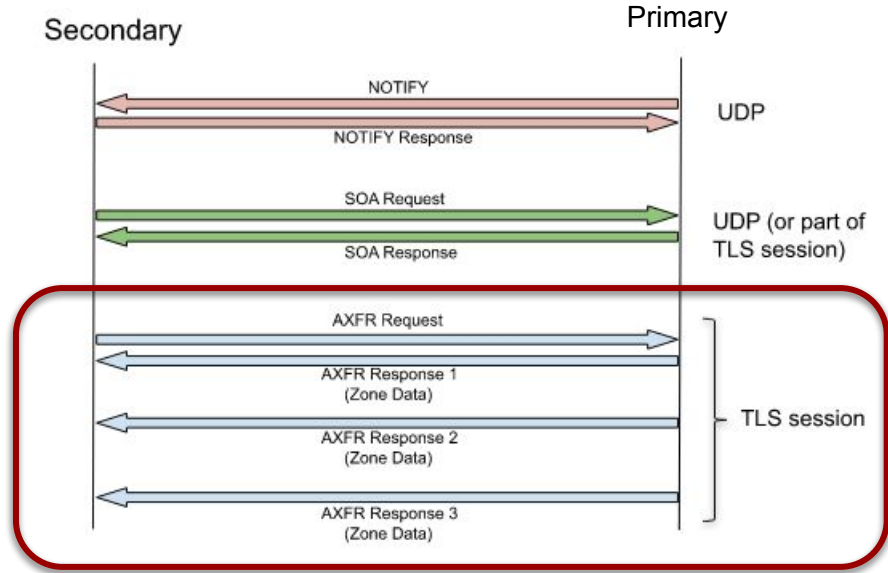 Secondary
Primary
NOTIFY
UDP
NOTIFY Response
SOA Request
UDP (or part of
TLS session)
SOA Response
AXFR Request
AXFR Response 1
(Zone Data)
TLS session
AXFR Response 2
(Zone Data)
AXFR Response 3
(Zone Data)